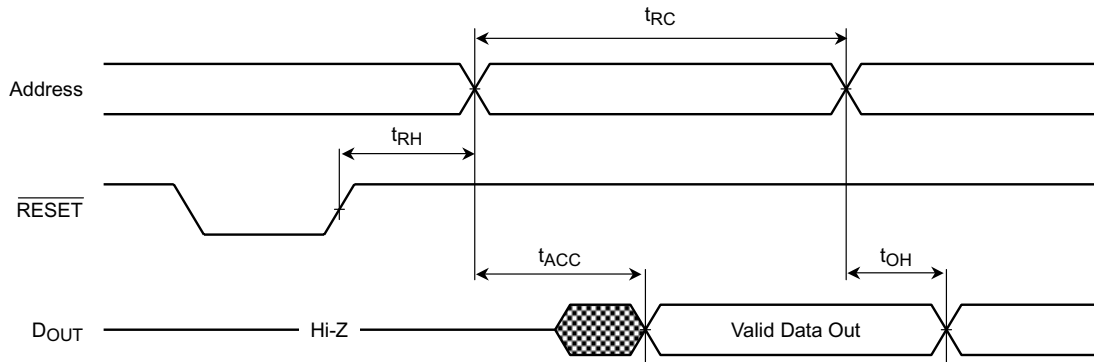 tRC
Address
tRH
RESET
tACC
tOH
DOUT
Hi-Z
Valid Data Out